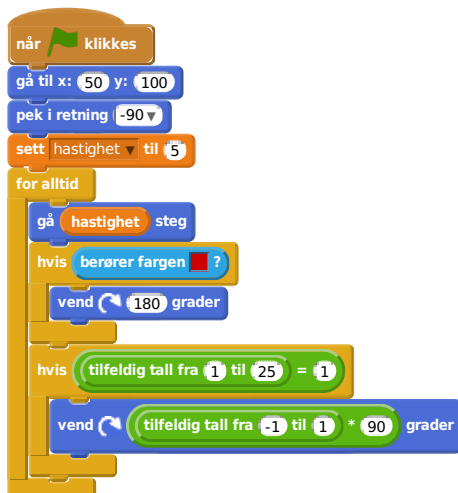 når klikkes
gå til x: 50 y: 100
pek i retning -90
sett hastighet til 5
for alltid
gå hastighet steg
hvis berører fargen ?
vend 180 grader
hvis tilfeldig tall fra 1 til 25 = 1
vend tilfeldig tall fra -1 til 1 * 90 grader